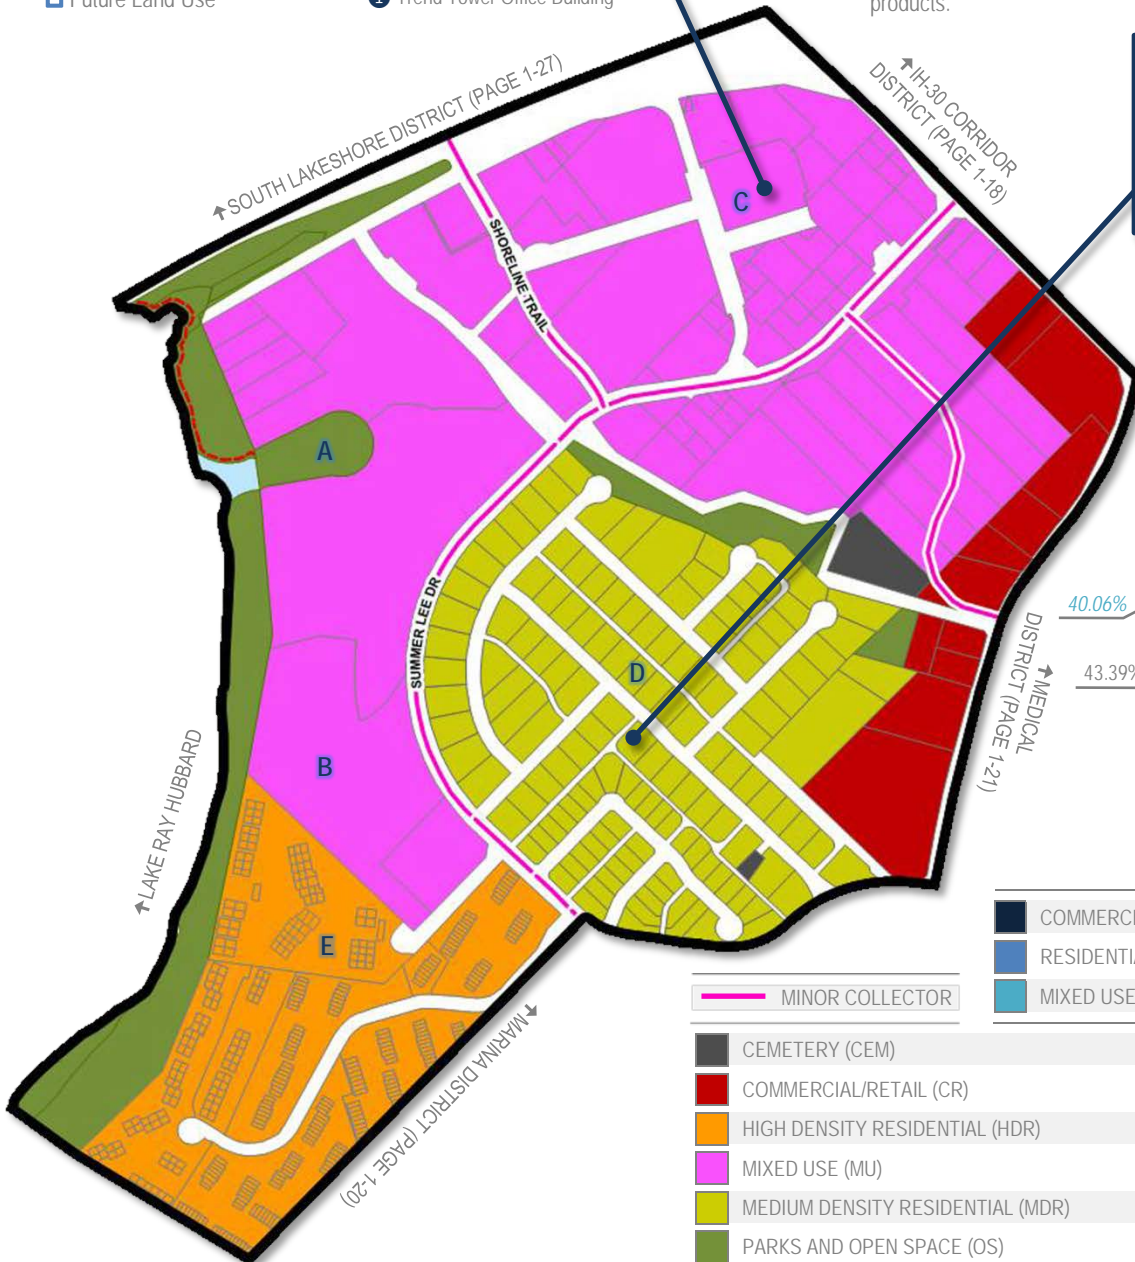 Future Land Use
1 Trend Tower Office Building
products.
SOUTH LAKESHORE DISTRICT (PAGE 1-27)
IH-30 CORRIDOR
DISTRICT (PAGE 1-18)
C
SHORELINE TRAIL
A
SUMMER LEE DR
D
B
E
LAKE RAY HUBBARD
MEDICAL
DISTRICT (PAGE 1-21)
MARINA DISTRICT (PAGE 1-20)
40.06%
43.39%
MINOR COLLECTOR
COMMERCI
RESIDENTIA
MIXED USE
CEMETERY (CEM)
COMMERCIAL/RETAIL (CR)
HIGH DENSITY RESIDENTIAL (HDR)
MIXED USE (MU)
MEDIUM DENSITY RESIDENTIAL (MDR)
PARKS AND OPEN SPACE (OS)